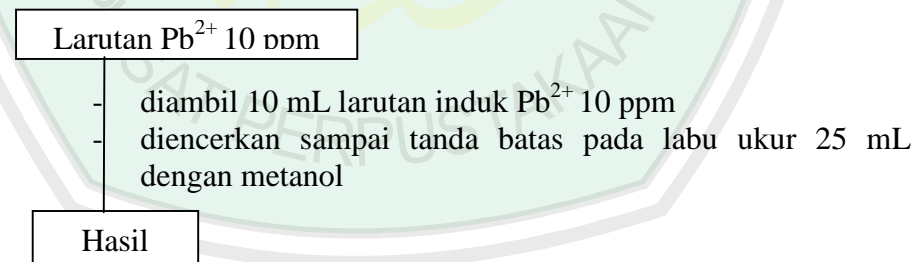 Larutan Pb²⁺ 10 ppm
- diambil 10 mL larutan induk Pb²⁺ 10 ppm
- diencerkan sampai tanda batas pada labu ukur 25 mL
dengan metanol
Hasil
PERPUSTAKAAN